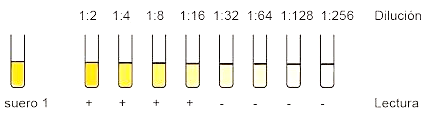 1:2 1:4 1:8 1:16 1:32 1:64 1:128 1:256 Dilución
suero 1 + + + + - - - - Lectura